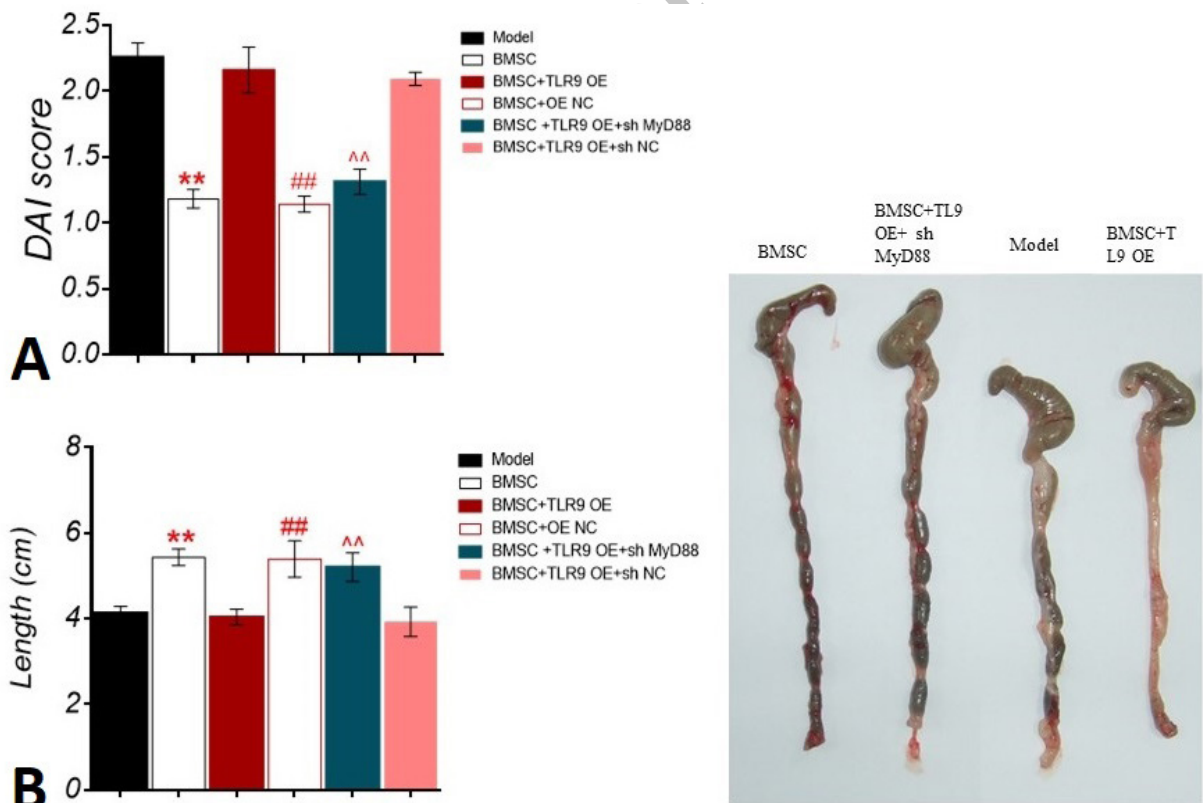 2.5
2.0
1.5
1.0
0.5
0.0
DAI score
**
##
^^
Model
BMSC
BMSC+TLR9 OE
BMSC+OE NC
BMSC +TLR9 OE+sh MyD88
BMSC+TLR9 OE+sh NC
A
8
6
4
2
0
Length (cm)
**
##
^^
Model
BMSC
BMSC+TLR9 OE
BMSC+OE NC
BMSC +TLR9 OE+sh MyD88
BMSC+TLR9 OE+sh NC
B
BMSC
BMSC+TL9
OE+ sh
MyD88
Model
BMSC+T
L9 OE